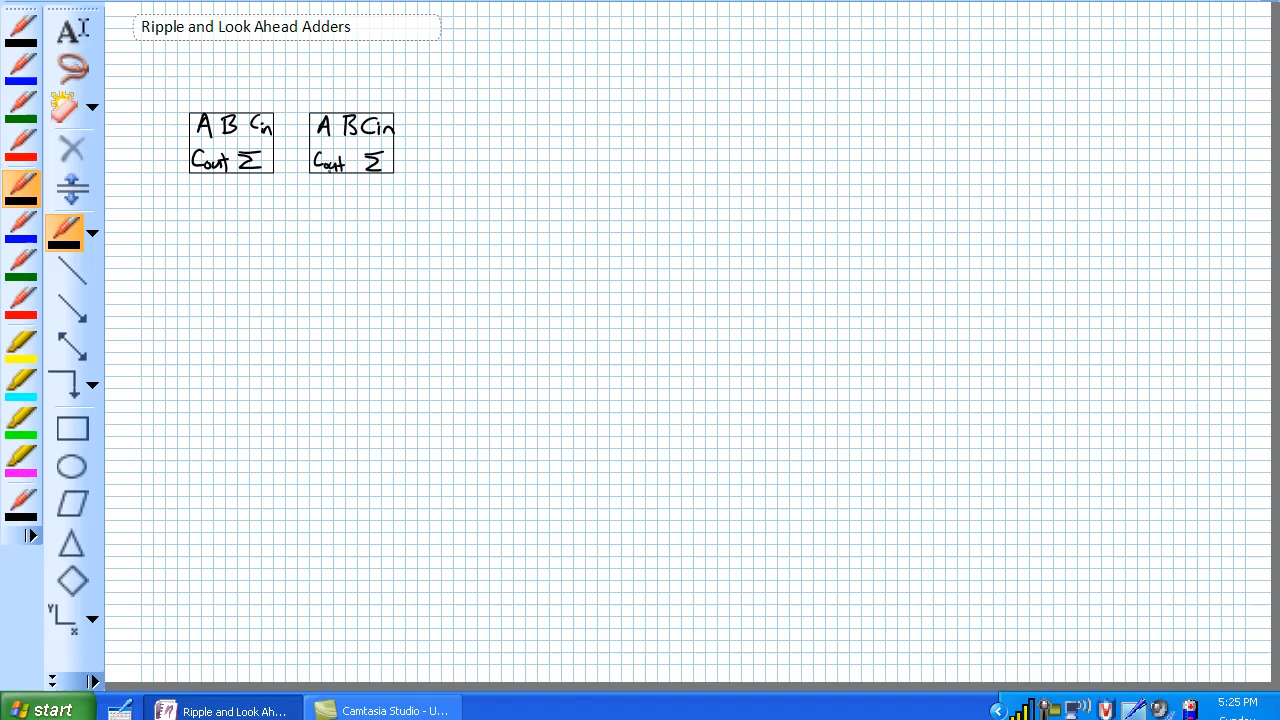 Ripple and Look Ahead Adders
A B Cin
Cout Σ
A B Cin
Cout Σ
start
Ripple and Look Ah...
Camtasia Studio - U...
5:25 PM
Sunday